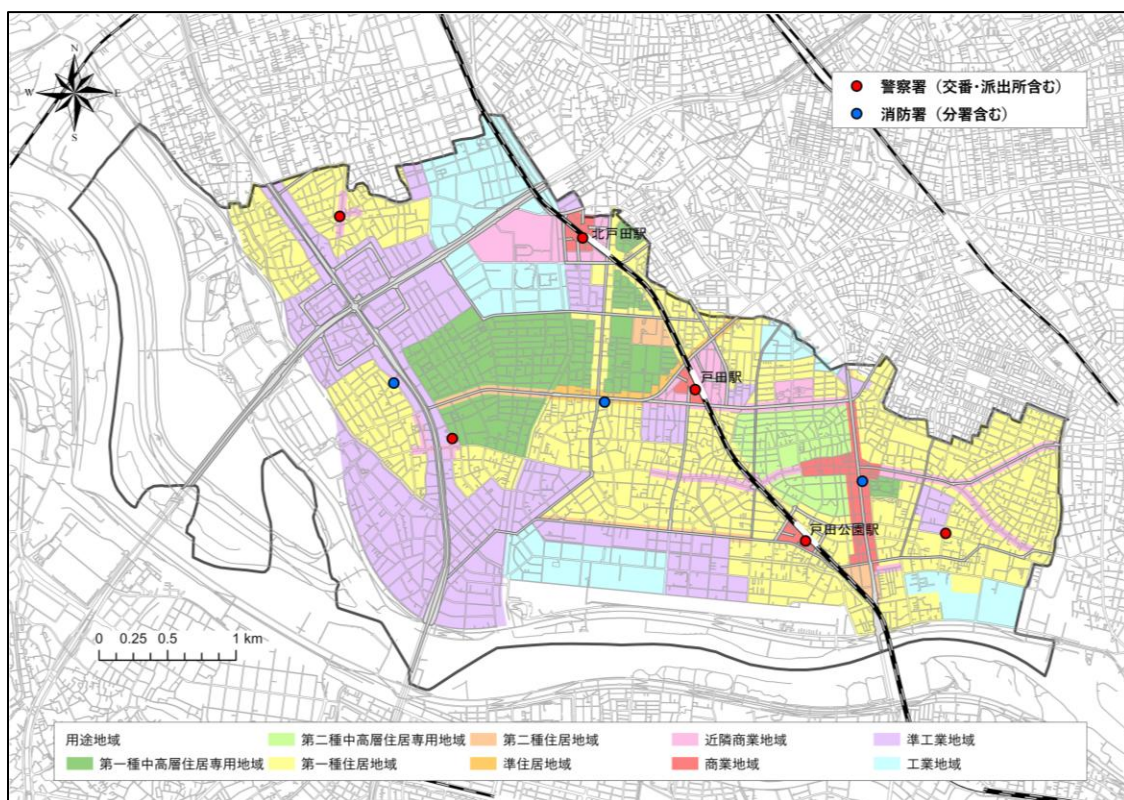 N
W
E
S
警察署（交番・派出所含む）
消防署（分署含む）
北戸田駅
戸田駅
戸田公園駅
0 0.25 0.5 1 km
用途地域
第二種中高層住居専用地域
第二種住居地域
近隣商業地域
準工業地域
第一種中高層住居専用地域
第一種住居地域
準住居地域
商業地域
工業地域